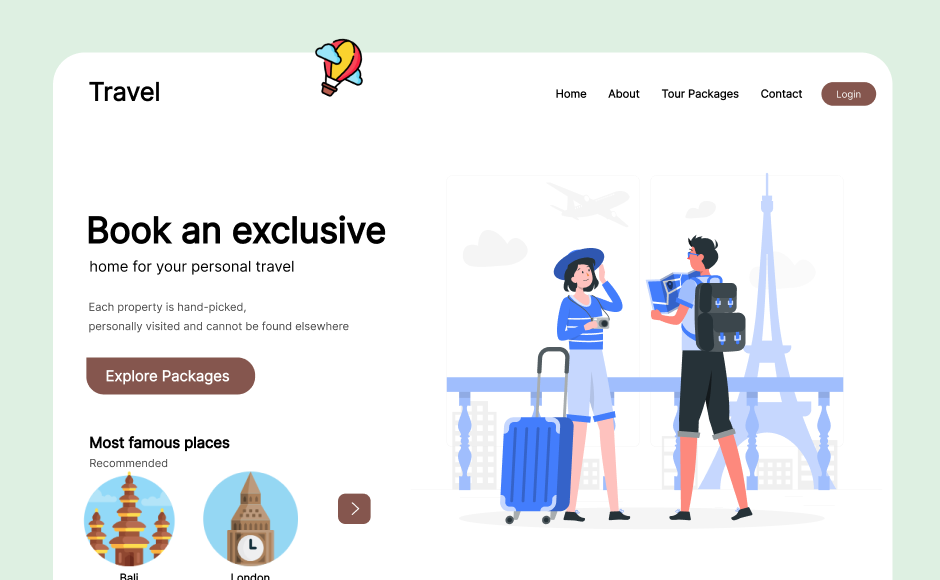 Travel
Home About Tour Packages Contact Login
Book an exclusive
home for your personal travel
Each property is hand-picked,
personally visited and cannot be found elsewhere
Explore Packages
Most famous places
Recommended
Bali London